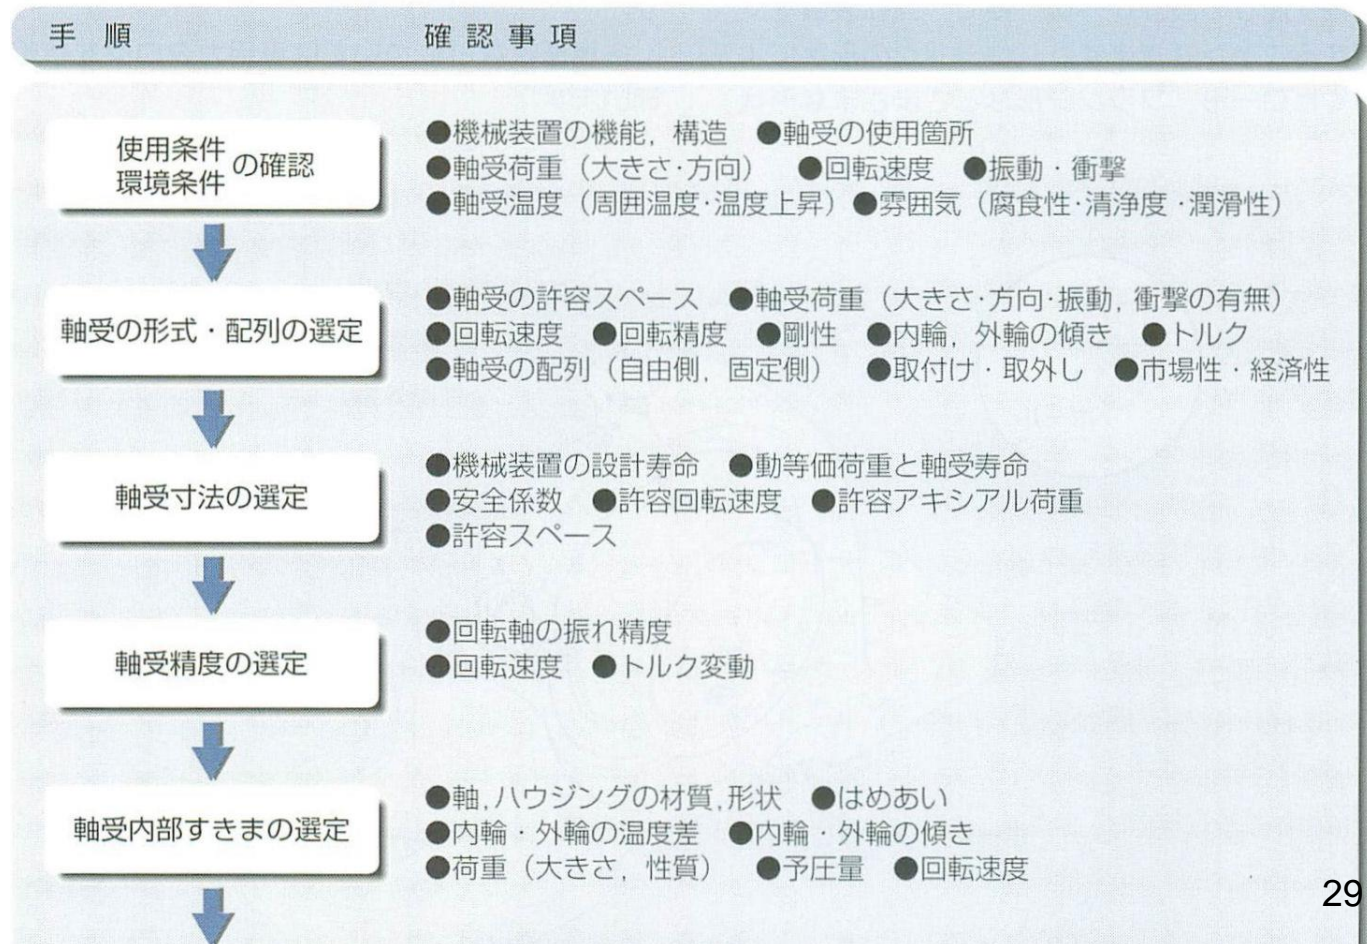 手 順 確 認 事 項
使用条件
環境条件 の確認
●機械装置の機能，構造 ●軸受の使用箇所
●軸受荷重（大きさ・方向） ●回転速度 ●振動・衝撃
●軸受温度（周囲温度・温度上昇）●雰囲気（腐食性・清浄度・潤滑性）
軸受の形式・配列の選定
●軸受の許容スペース ●軸受荷重（大きさ・方向・振動，衝撃の有無）
●回転速度 ●回転精度 ●剛性 ●内輪，外輪の傾き ●トルク
●軸受の配列（自由側，固定側） ●取付け・取外し ●市場性・経済性
軸受寸法の選定
●機械装置の設計寿命 ●動等価荷重と軸受寿命
●安全係数 ●許容回転速度 ●許容アキシアル荷重
●許容スペース
軸受精度の選定
●回転軸の振れ精度
●回転速度 ●トルク変動
軸受内部すきまの選定
●軸，ハウジングの材質，形状 ●はめあい
●内輪・外輪の温度差 ●内輪・外輪の傾き
●荷重（大きさ，性質） ●予圧量 ●回転速度
29